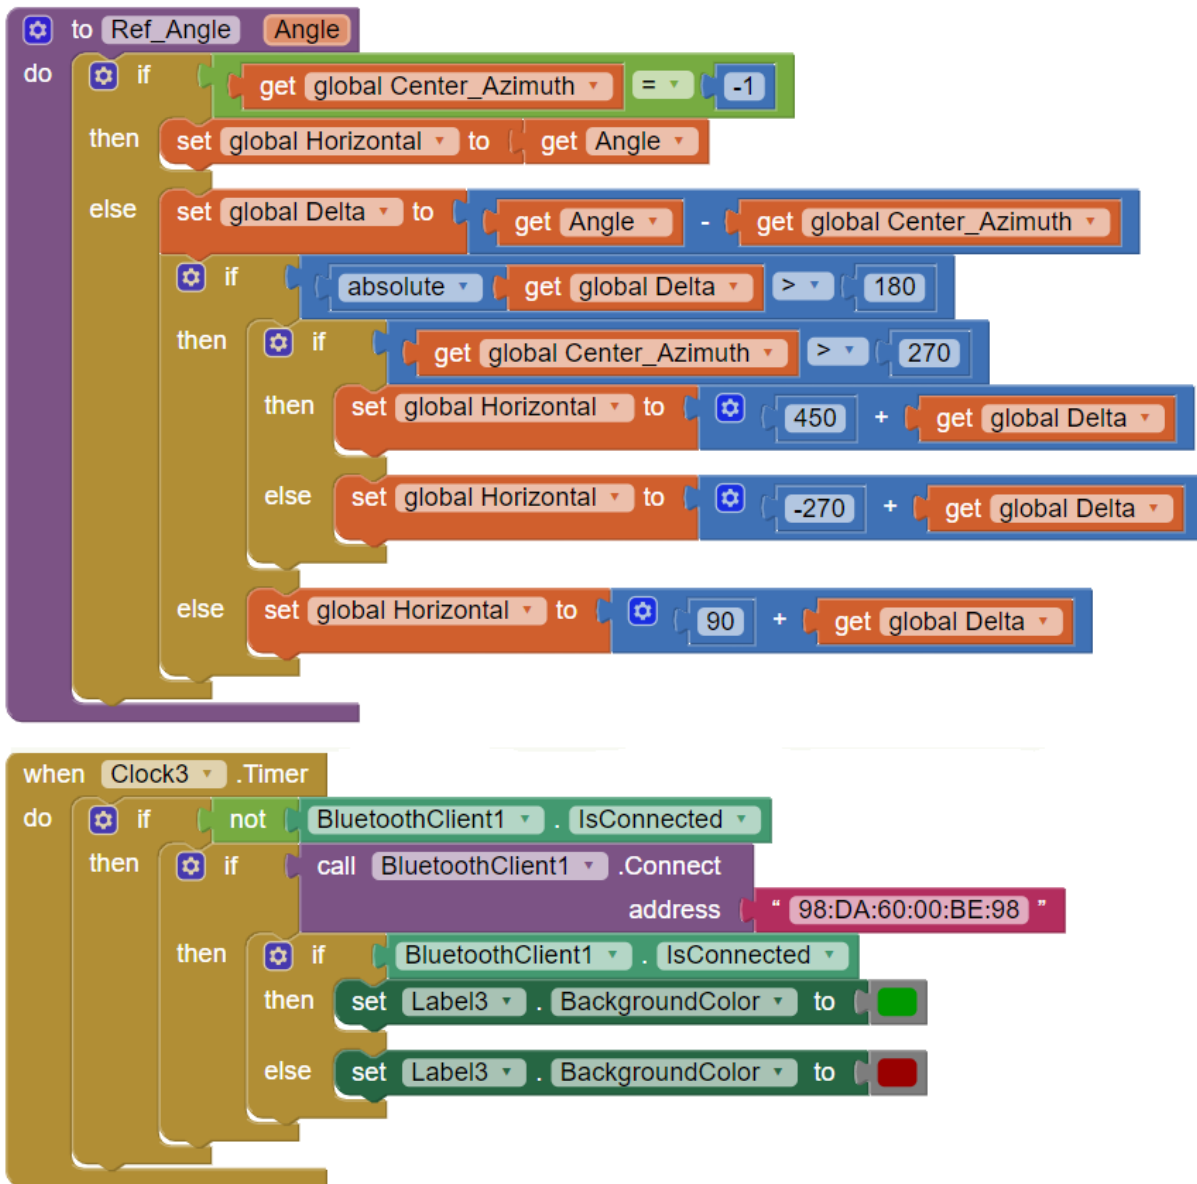 to Ref_Angle Angle
do if get global Center_Azimuth = -1
then set global Horizontal to get Angle
else set global Delta to get Angle - get global Center_Azimuth
if absolute get global Delta > 180
then if get global Center_Azimuth > 270
then set global Horizontal to 450 + get global Delta
else set global Horizontal to -270 + get global Delta
else set global Horizontal to 90 + get global Delta
when Clock3 .Timer
do if not BluetoothClient1 . IsConnected
then if call BluetoothClient1 .Connect
address “ 98:DA:60:00:BE:98 ”
then if BluetoothClient1 . IsConnected
then set Label3 . BackgroundColor to
else set Label3 . BackgroundColor to